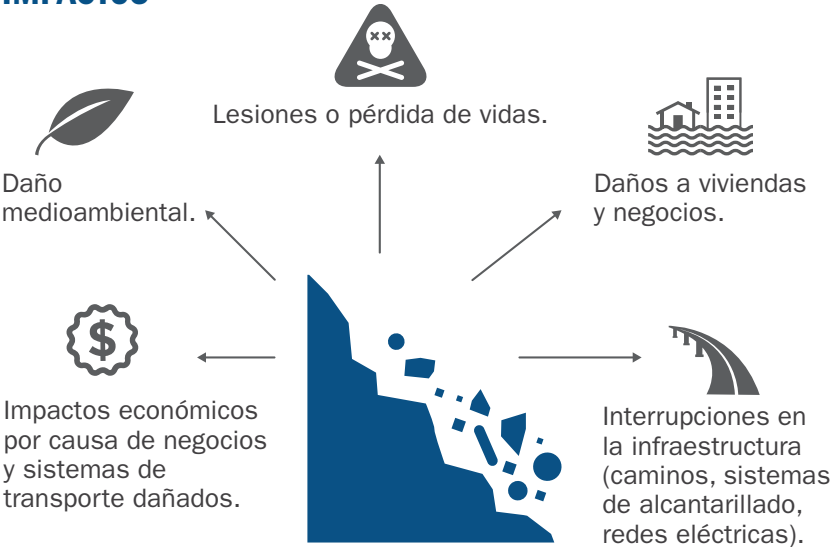 IMPACTOS
Lesiones o pérdida de vidas.
Daño
medioambiental.
Daños a viviendas
y negocios.
$
Impactos económicos
por causa de negocios
y sistemas de
transporte dañados.
Interrupciones en
la infraestructura
(caminos, sistemas
de alcantarillado,
redes eléctricas).